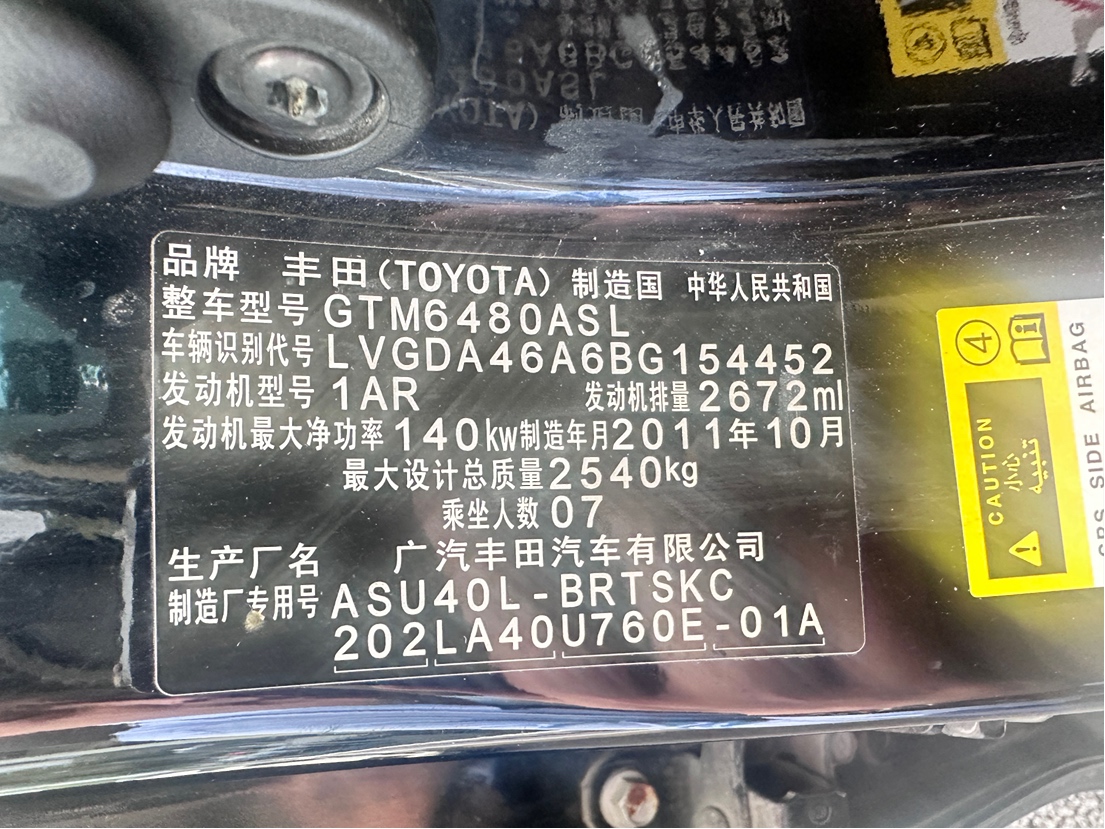 品牌 丰田(TOYOTA) 制造国 中华人民共和国
整车型号 GTM6480ASL
车辆识别代号 LVGDA46A6BG154452
发动机型号 1AR 发动机排量 2672ml
发动机最大净功率 140kw 制造年月 2011年10月
最大设计总质量 2540kg
乘坐人数 07
生产厂名 广汽丰田汽车有限公司
制造厂专用号 ASU40L-BRTSKC
202LA40U760E-01A
④
CAUTION
小心
تنبيه
CRS SIDE AIRBAG